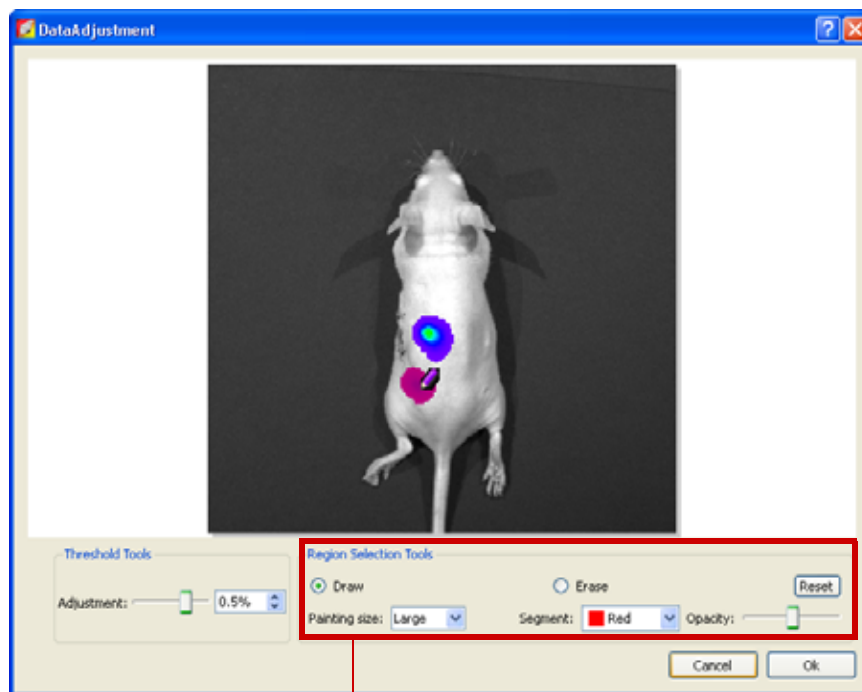 DataAdjustment
Threshold Tools
Adjustment: 0.5%
Region Selection Tools
Draw Erase Reset
Painting size: Large Segment: Red Opacity:
Cancel Ok